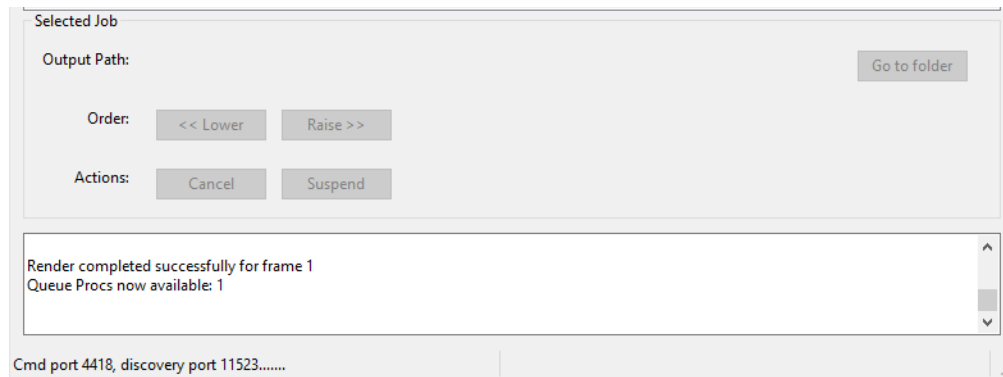 Selected Job
Output Path:
Go to folder
Order:
<< Lower
Raise >>
Actions:
Cancel
Suspend
Render completed successfully for frame 1
Queue Procs now available: 1
Cmd port 4418, discovery port 11523.......